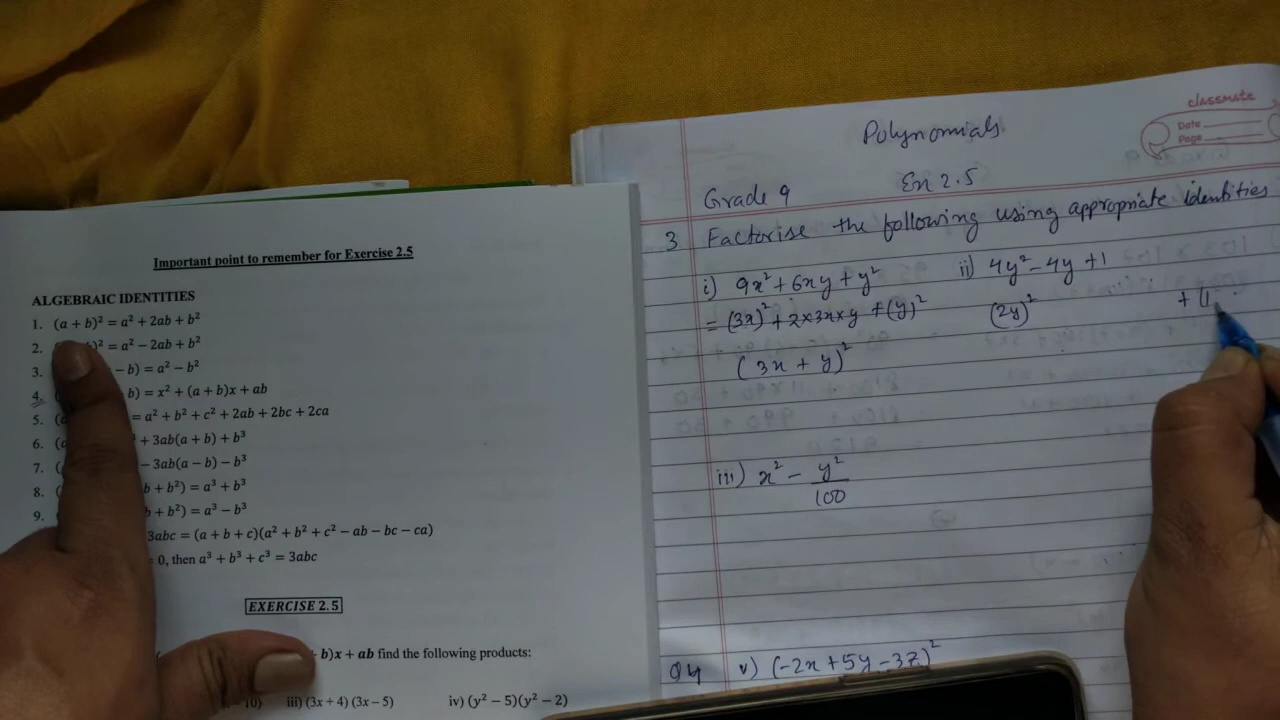 Important point to remember for Exercise 2.5
ALGEBRAIC IDENTITIES
1. (a + b)² = a² + 2ab + b²
2. )² = a² − 2ab + b²
3. − b) = a² − b²
4. b) = x² + (a + b)x + ab
5. = a² + b² + c² + 2ab + 2bc + 2ca
6. + 3ab(a + b) + b³
7. − 3ab(a − b) − b³
8. b + b²) = a³ + b³
9. b + b²) = a³ − b³
3abc = (a + b + c)(a² + b² + c² − ab − bc − ca)
= 0, then a³ + b³ + c³ = 3abc
EXERCISE 2.5
b)x + ab find the following products:
10) iii) (3x + 4) (3x − 5) iv) (y² − 5)(y² − 2)
classmate
Date
Page
Polynomials
Grade 9 Ex 2.5
3 Factorise the following using appropriate identities
i) 9x² + 6xy + y² ii) 4y² − 4y + 1
= (3x)² + 2×3x×y + (y)² (2y)² + (
(3x + y)²
iii) x² − y²/100
Q4 v) (−2x + 5y − 3z)²